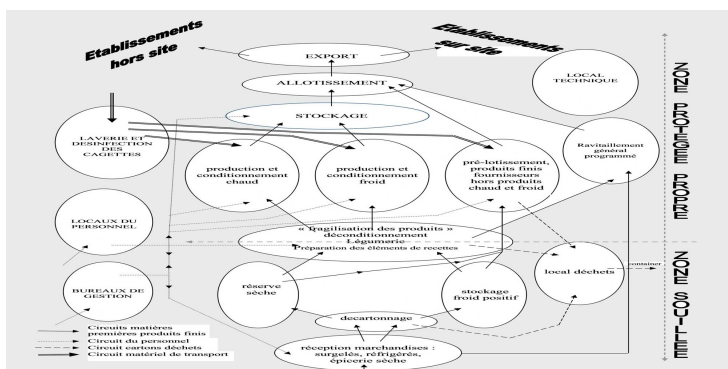 Etablissements
hors site
Etablissements
sur site
EXPORT
ALLOTISSEMENT
STOCKAGE
LOCAL
TECHNIQUE
LAVERIE ET
DESINFECTION
DES
CAGETTES
production et
conditionnement
chaud
production et
conditionnement
froid
pré-lotissement,
produits finis
fournisseurs
hors produits
chaud et froid
Ravitaillement
général
programmé
ZONE PROTEGE PROPRE
LOCAUX DU
PERSONNEL
« fragilisation des produits »
déconditionnement
Légumerie
Préparation des éléments de recettes
BUREAUX DE
GESTION
réserve
sèche
stockage
froid positif
local déchets
container
ZONE SOUILLEE
decartonnage
réception marchandises :
surgelés, réfrigérés,
épicerie sèche
Circuits matières
premières produits finis
Circuit du personnel
Circuit cartons déchets
Circuit matériel de transport